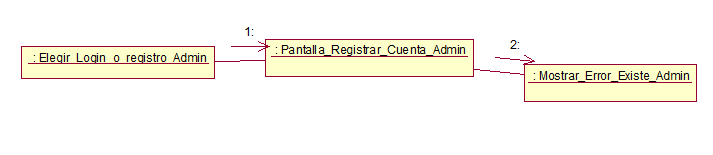 1:
: Elegir_Login_o_registro_Admin
: Pantalla_Registrar_Cuenta_Admin
2:
: Mostrar_Error_Existe_Admin